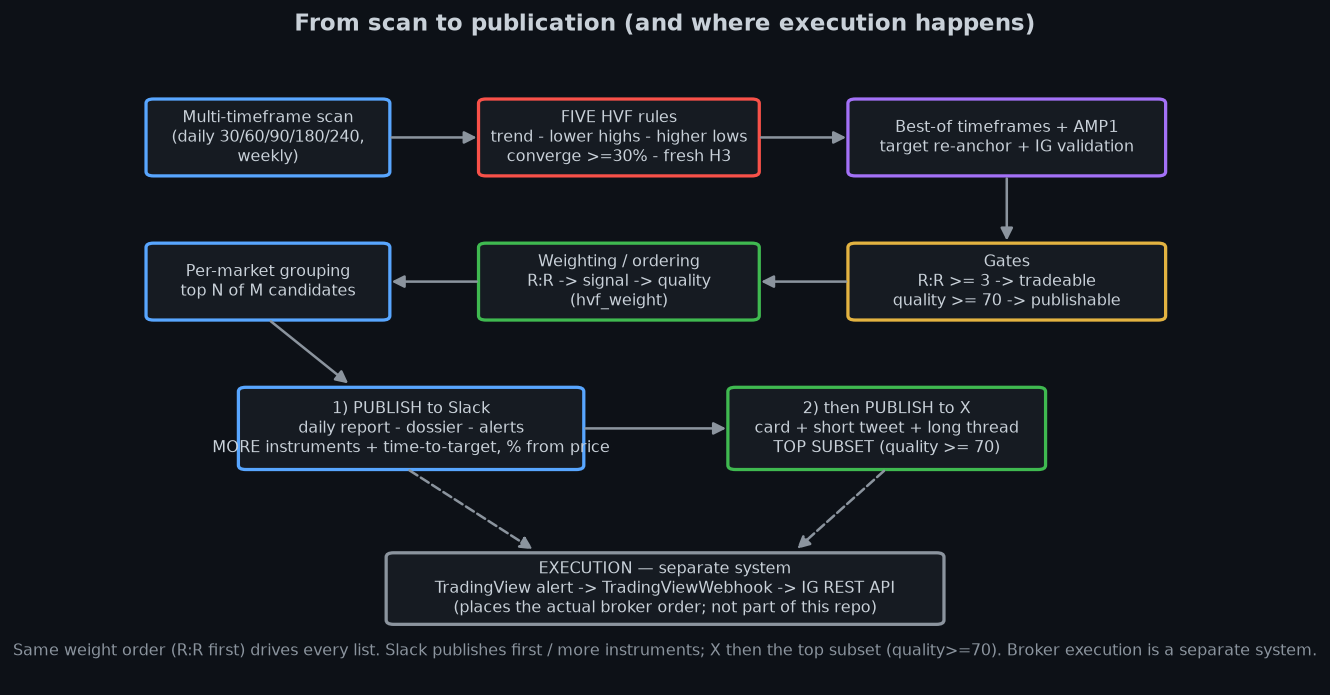 From scan to publication (and where execution happens)
Multi-timeframe scan
(daily 30/60/90/180/240,
weekly)
FIVE HVF rules
trend - lower highs - higher lows
converge >=30% - fresh H3
Best-of timeframes + AMP1
target re-anchor + IG validation
Per-market grouping
top N of M candidates
Weighting / ordering
R:R -> signal -> quality
(hvf_weight)
Gates
R:R >= 3 -> tradeable
quality >= 70 -> publishable
1) PUBLISH to Slack
daily report - dossier - alerts
MORE instruments + time-to-target, % from price
2) then PUBLISH to X
card + short tweet + long thread
TOP SUBSET (quality >= 70)
EXECUTION — separate system
TradingView alert -> TradingViewWebhook -> IG REST API
(places the actual broker order; not part of this repo)
Same weight order (R:R first) drives every list. Slack publishes first / more instruments; X then the top subset (quality>=70). Broker execution is a separate system.